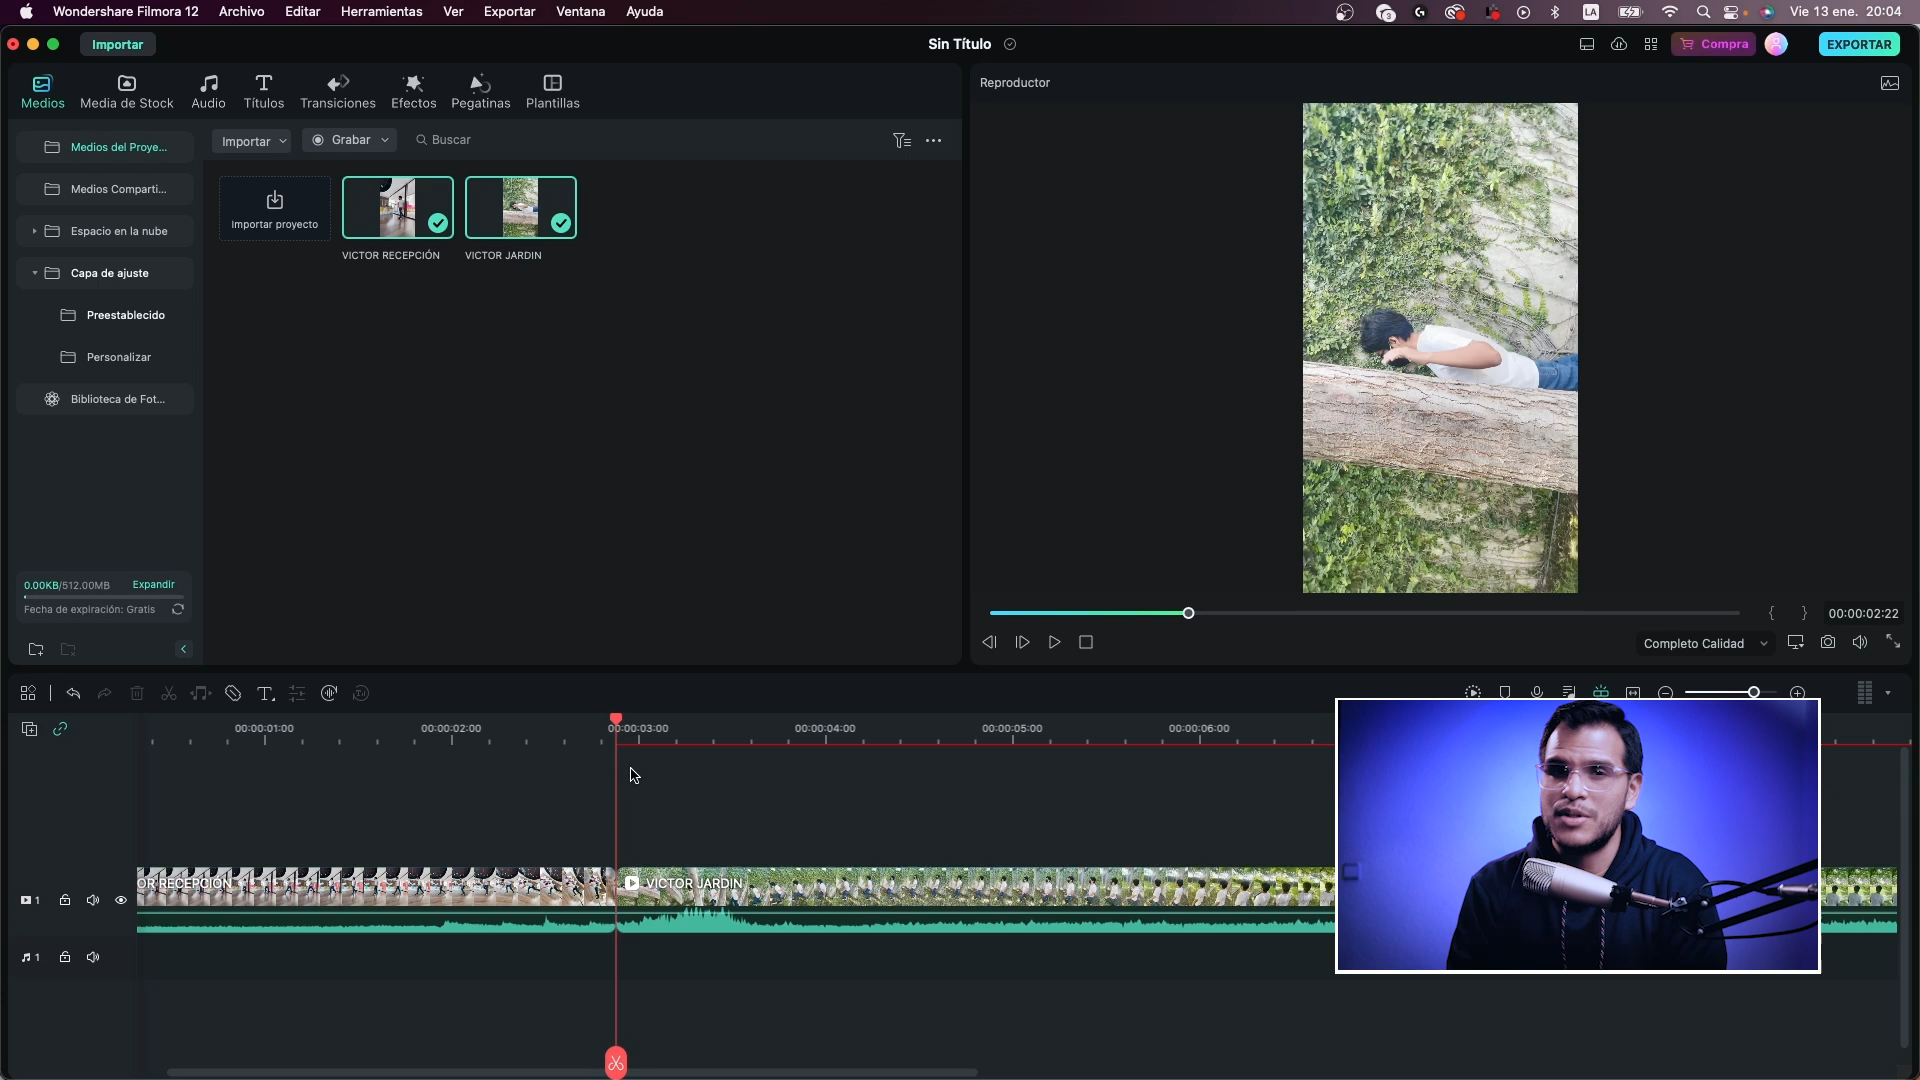 Wondershare Filmora 12 Archivo Editar Herramientas Ver Exportar Ventana Ayuda
3 LA Vie 13 ene. 20:04
Importar
Sin Título
Compra
EXPORTAR
Medios Media de Stock Audio Títulos Transiciones Efectos Pegatinas Plantillas
Reproductor
Medios del Proye...
Medios Comparti...
Espacio en la nube
Capa de ajuste
Preestablecido
Personalizar
Biblioteca de Fot...
Importar
Grabar
Buscar
Importar proyecto
VICTOR RECEPCIÓN
VICTOR JARDIN
0.00KB/512.00MB Expandir
Fecha de expiración: Gratis
{ } 00:00:02:22
Completo Calidad
00:00:01:00 00:00:02:00 00:00:03:00 00:00:04:00 00:00:05:00 00:00:06:00
OR RECEPCIÓN
VICTOR JARDIN
1
1